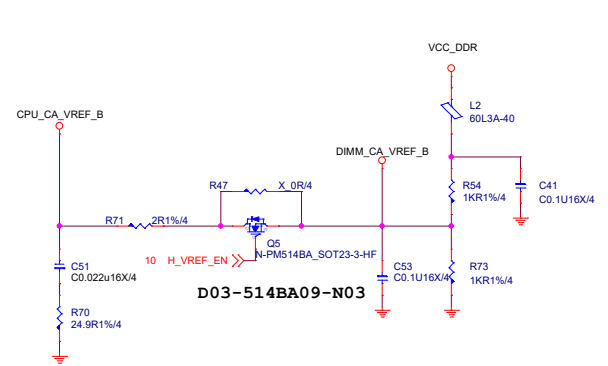 VCC_DDR
L2
60L3A-40
CPU_CA_VREF_B
DIMM_CA_VREF_B
R47 X_0R/4
R54
1KR1%/4
C41
C0.1U16X/4
R71 2R1%/4
Q5
N-PM514BA_SOT23-3-HF
10 H_VREF_EN
C51
C0.022u16X/4
C53
C0.1U16X/4
R73
1KR1%/4
D03-514BA09-N03
R70
24.9R1%/4